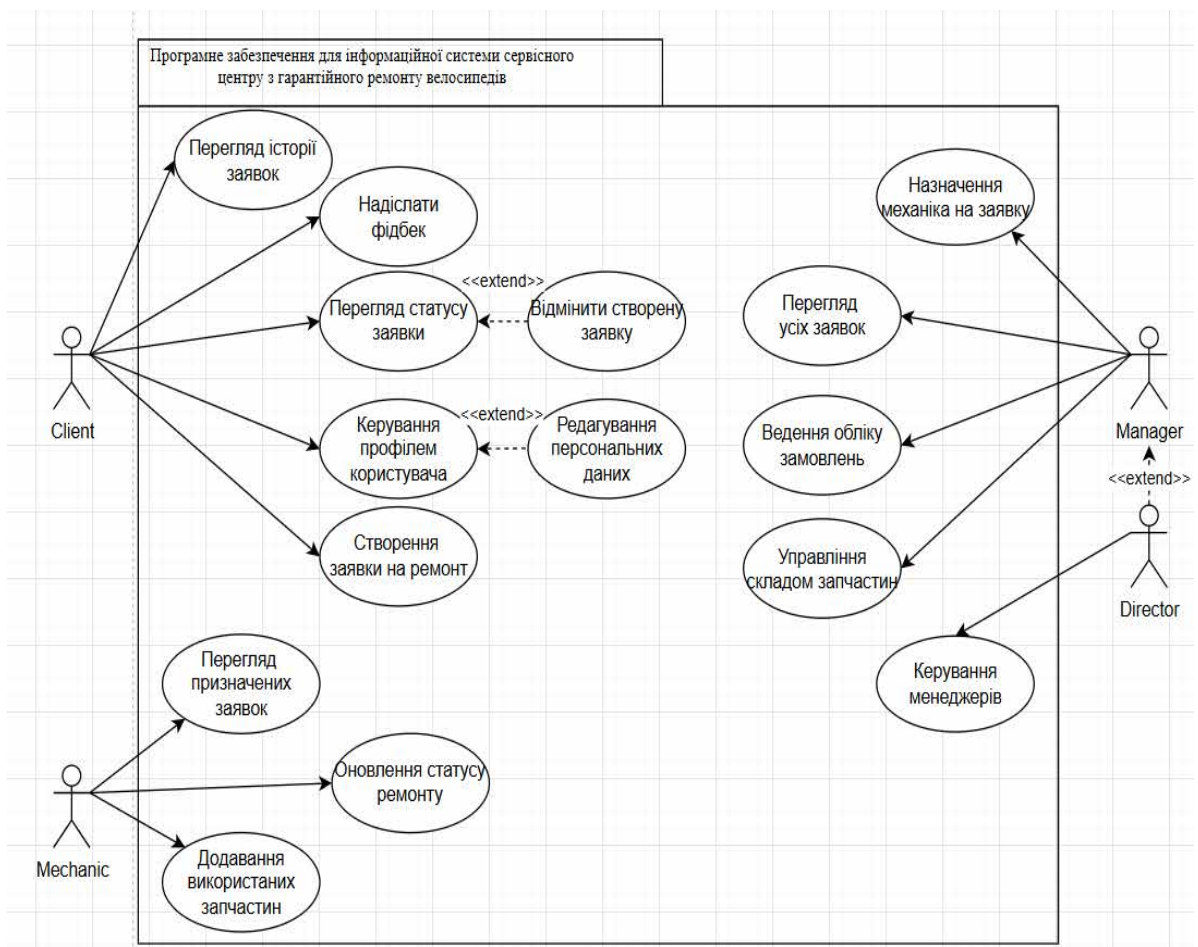 Програмне забезпечення для інформаційної системи сервісного
центру з гарантійного ремонту велосипедів
Перегляд історії
заявок
Надіслати
фідбек
<<extend>>
Перегляд статусу
заявки
Відмінити створену
заявку
Client
<<extend>>
Керування
профілем
користувача
Редагування
персональних
даних
Створення
заявки на ремонт
Назначення
механіка на заявку
Перегляд
усіх заявок
Manager
Ведення обліку
замовлень
<<extend>>
Управління
складом запчастин
Director
Керування
менеджерів
Перегляд
призначених
заявок
Оновлення статусу
ремонту
Mechanic
Додавання
використаних
запчастин